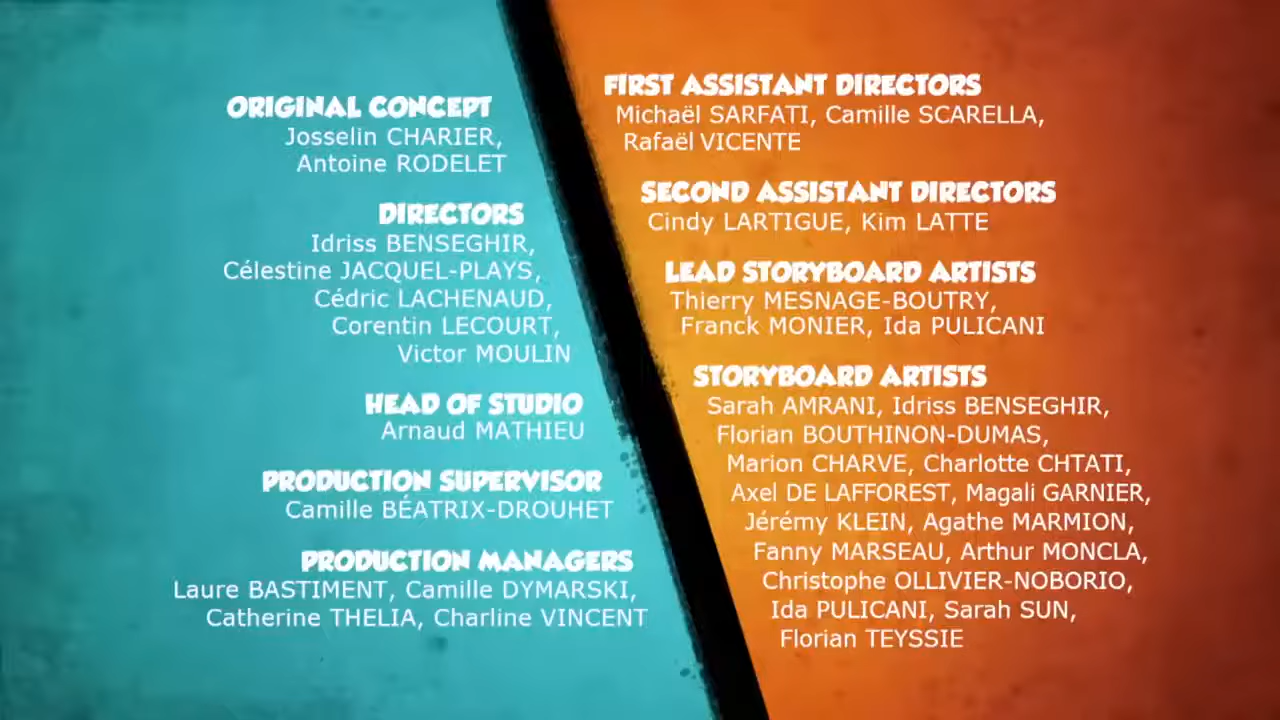 ORIGINAL CONCEPT
Josselin CHARIER,
Antoine RODELET
DIRECTORS
Idriss BENSEGHIR,
Célestine JACQUEL-PLAYS,
Cédric LACHENAUD,
Corentin LECOURT,
Victor MOULIN
HEAD OF STUDIO
Arnaud MATHIEU
PRODUCTION SUPERVISOR
Camille BÉATRIX-DROUHET
PRODUCTION MANAGERS
Laure BASTIMENT, Camille DYMARSKI,
Catherine THELIA, Charline VINCENT
FIRST ASSISTANT DIRECTORS
Michaël SARFATI, Camille SCARELLA,
Rafaël VICENTE
SECOND ASSISTANT DIRECTORS
Cindy LARTIGUE, Kim LATTE
LEAD STORYBOARD ARTISTS
Thierry MESNAGE-BOUTRY,
Franck MONIER, Ida PULICANI
STORYBOARD ARTISTS
Sarah AMRANI, Idriss BENSEGHIR,
Florian BOUTHINON-DUMAS,
Marion CHARVE, Charlotte CHTATI,
Axel DE LAFFOREST, Magali GARNIER,
Jérémy KLEIN, Agathe MARMION,
Fanny MARSEAU, Arthur MONCLA,
Christophe OLLIVIER-NOBORIO,
Ida PULICANI, Sarah SUN,
Florian TEYSSIE